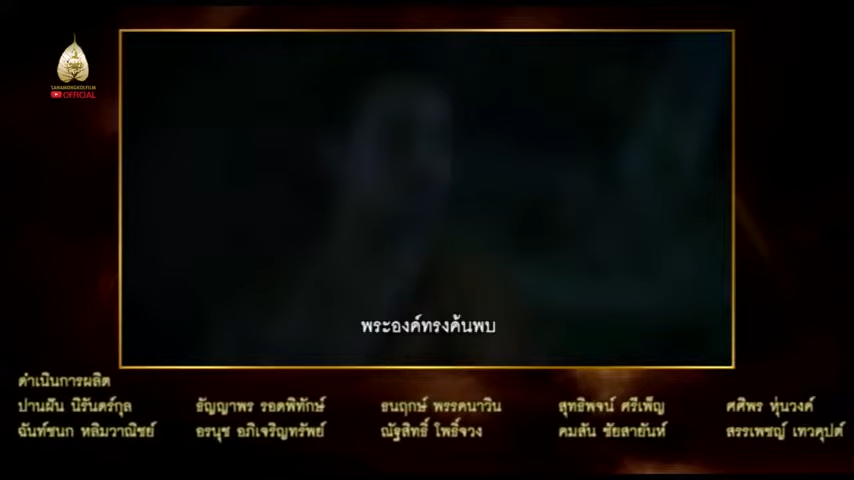 SAHAMONGKOLFILM
OFFICIAL
พระองค์ทรงค้นพบ
ดำเนินการผลิต
ปานฝัน นิรันดร์กุล ธัญญาพร รอดพิทักษ์ ธนฤกษ์ พรรคนาวิน สุทธิพจน์ ศรีเพ็ญ ศศิพร หุ่นวงค์
ฉันท์ชนก หลิมวาณิชย์ อรนุช อภิเจริญทรัพย์ ณัฐสิทธิ์ โพธิ์จวง คมสัน ชัยสายันห์ สรรเพชญ์ เทวคุปต์